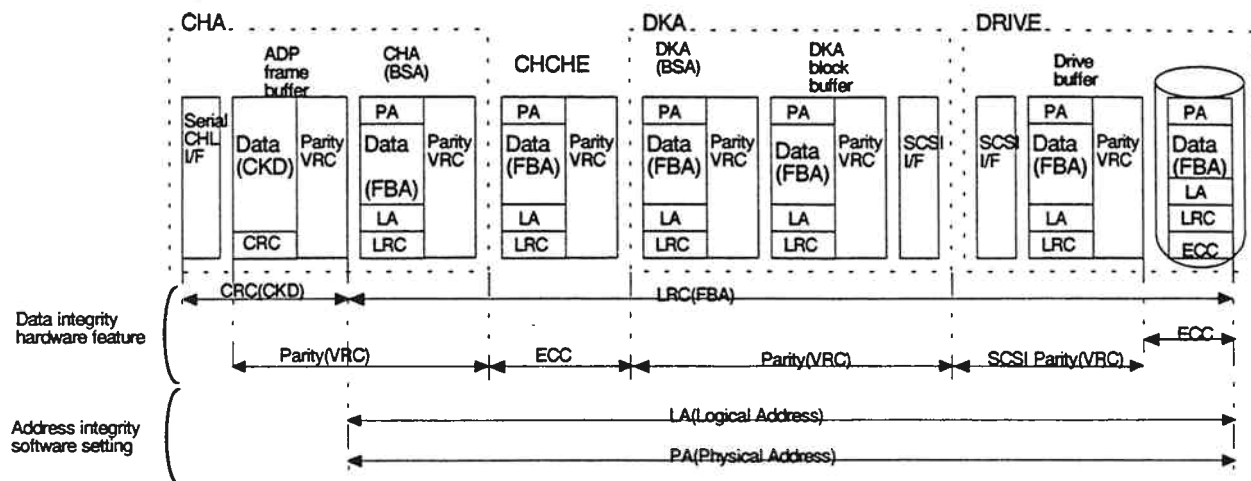 CHA
DKA
DRIVE
ADP
frame
buffer
CHA
(BSA)
CHCHE
DKA
(BSA)
DKA
block
buffer
Drive
buffer
Serial
CHL
I/F
Data
(CKD)
CRC
Parity
VRC
PA
Data
(FBA)
LA
LRC
Parity
VRC
PA
Data
(FBA)
LA
LRC
Parity
VRC
PA
Data
(FBA)
LA
LRC
Parity
VRC
PA
Data
(FBA)
LA
LRC
Parity
VRC
SCSI
I/F
SCSI
I/F
PA
Data
(FBA)
LA
LRC
Parity
VRC
PA
Data
(FBA)
LA
LRC
ECC
Data integrity
hardware feature
CRC(CKD)
LRC(FBA)
ECC
Parity(VRC)
ECC
Parity(VRC)
SCSI Parity(VRC)
Address integrity
software setting
LA(Logical Address)
PA(Physical Address)